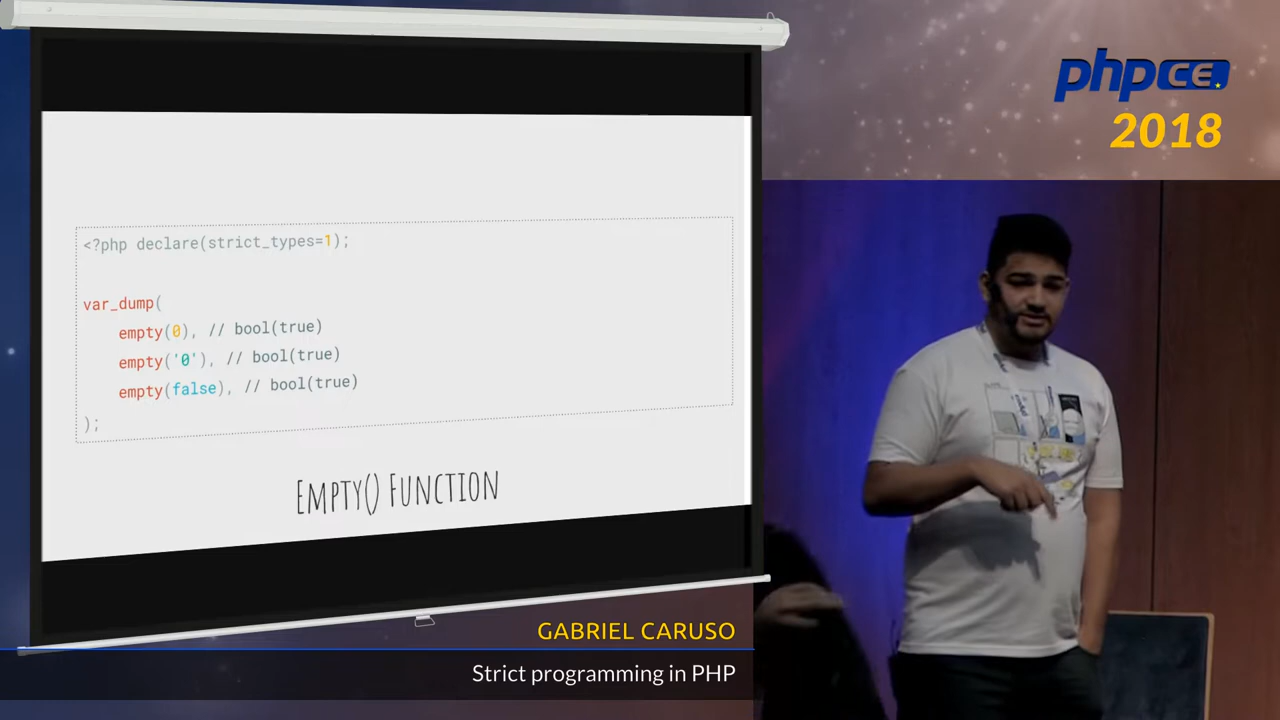 <?php declare(strict_types=1);
var_dump(
empty(0), // bool(true)
empty('0'), // bool(true)
empty(false), // bool(true)
);
Empty() Function
GABRIEL CARUSO
Strict programming in PHP
phpce
2018